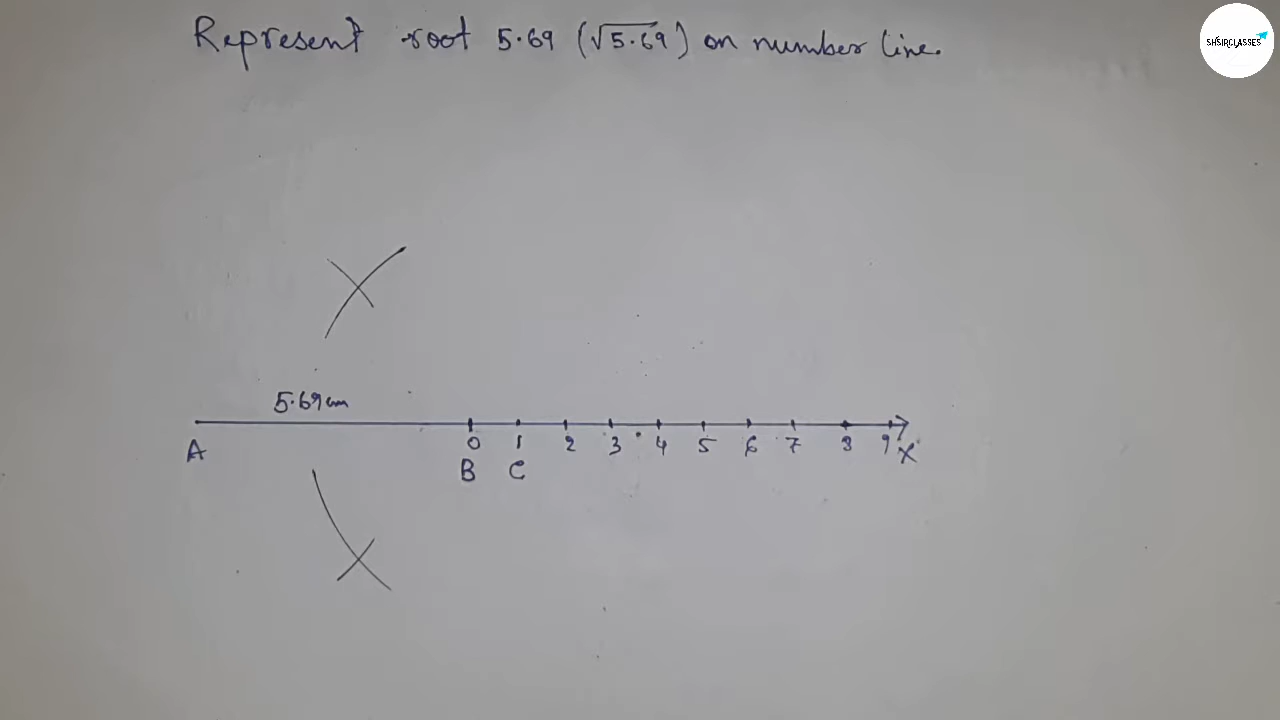 Represent root 5.69 (√5.69) on number line.
SHSIRCLASSES
5.69cm
A 0 1 2 3 4 5 6 7 8 9 X
B C